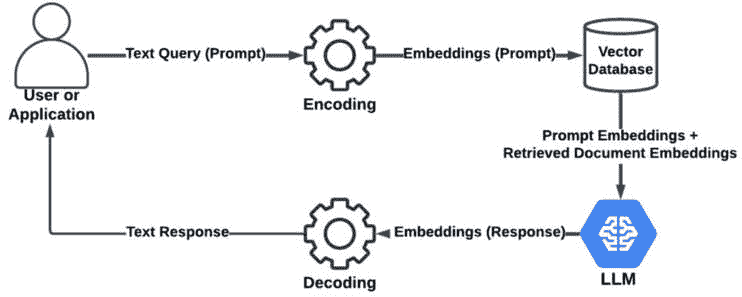 Text Query (Prompt)
Embeddings (Prompt)
Vector
Database
User or
Application
Encoding
Prompt Embeddings +
Retrieved Document Embeddings
Text Response
Embeddings (Response)
Decoding
LLM